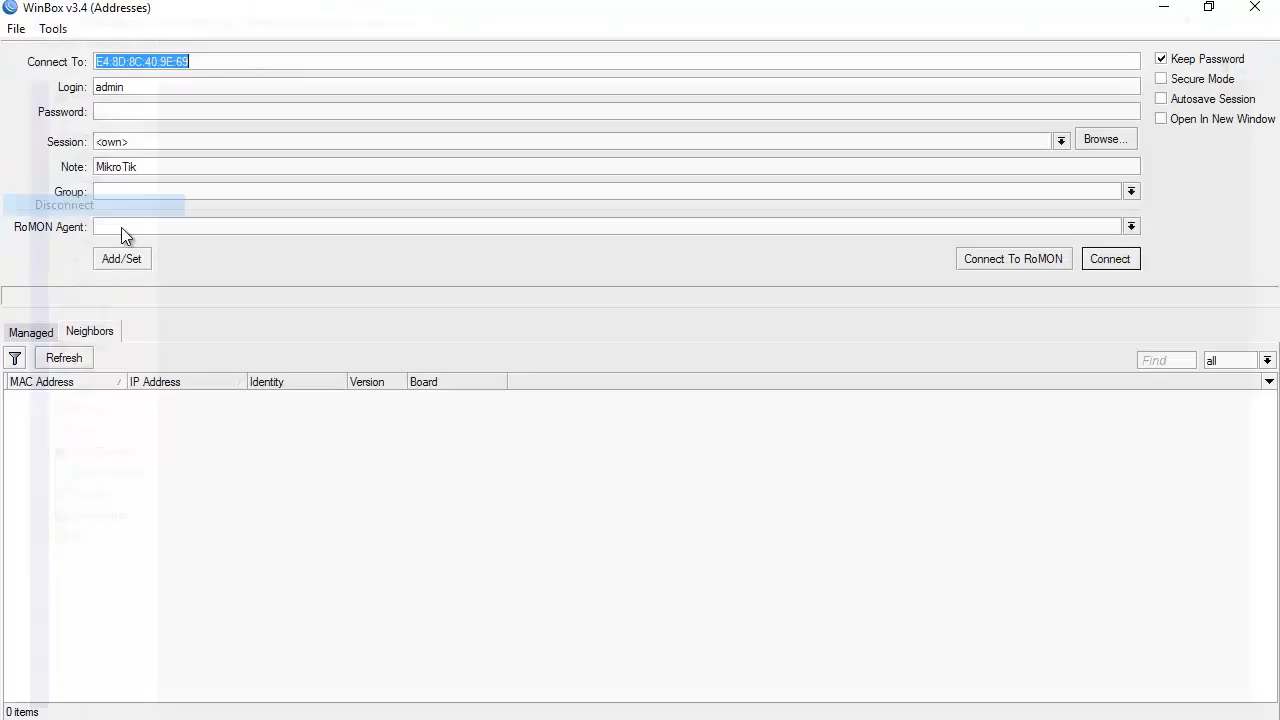 WinBox v3.4 (Addresses)
File Tools
Connect To: E4:8D:8C:40:9E:69
Keep Password
Login: admin
Secure Mode
Password:
Autosave Session
Open In New Window
Session: <own> Browse...
Note: MikroTik
Group:
Disconnect
RoMON Agent:
Add/Set Connect To RoMON Connect
Managed Neighbors
Refresh Find all
MAC Address IP Address Identity Version Board
0 items